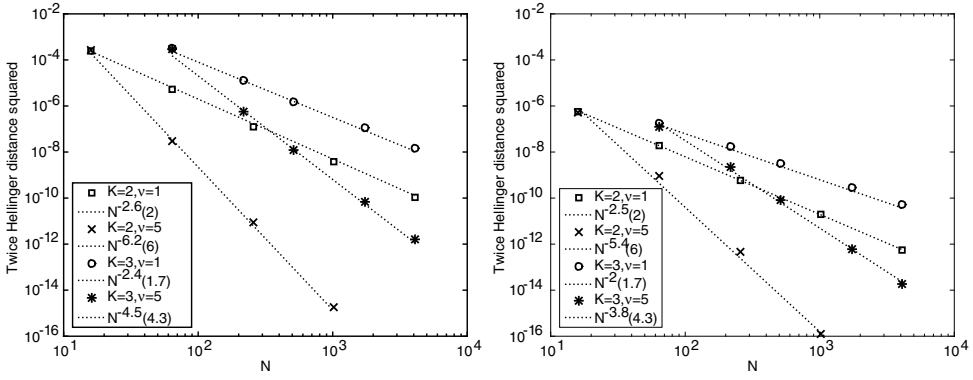 Twice Hellinger distance squared
10^-2
10^-4
10^-6
10^-8
10^-10
10^-12
10^-14
10^-16
10^1
10^2
10^3
10^4
N
K=2,ν=1
N^-2.6(2)
K=2,ν=5
N^-6.2(6)
K=3,ν=1
N^-2.4(1.7)
K=3,ν=5
N^-4.5(4.3)
Twice Hellinger distance squared
10^-2
10^-4
10^-6
10^-8
10^-10
10^-12
10^-14
10^-16
10^1
10^2
10^3
10^4
N
K=2,ν=1
N^-2.5(2)
K=2,ν=5
N^-5.4(6)
K=3,ν=1
N^-2(1.7)
K=3,ν=5
N^-3.8(4.3)